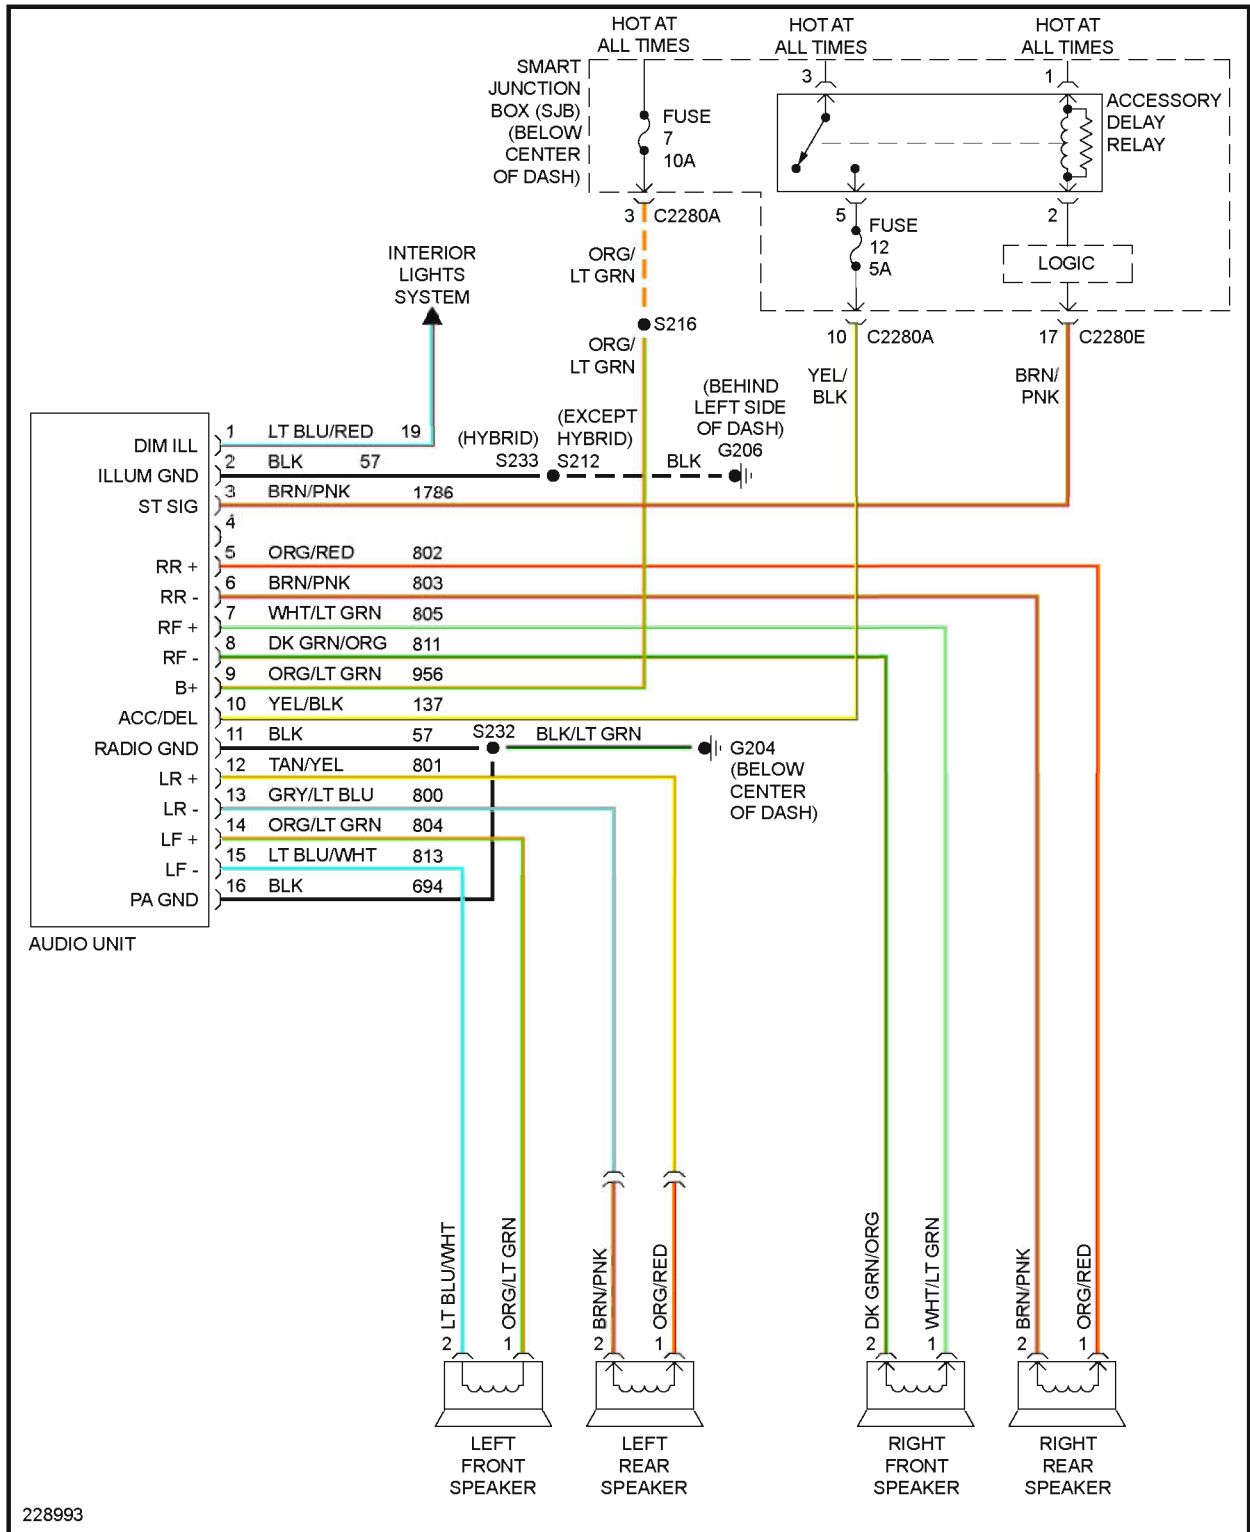 HOT AT
ALL TIMES
HOT AT
ALL TIMES
HOT AT
ALL TIMES
SMART
JUNCTION
BOX (SJB)
(BELOW
CENTER
OF DASH)
FUSE
7
10A
3
1
ACCESSORY
DELAY
RELAY
3 C2280A
5
FUSE
12
5A
2
LOGIC
ORG/
LT GRN
INTERIOR
LIGHTS
SYSTEM
S216
ORG/
LT GRN
10 C2280A
17 C2280E
YEL/
BLK
BRN/
PNK
(BEHIND
LEFT SIDE
OF DASH)
G206
(EXCEPT
HYBRID)
(HYBRID)
S233 S212 BLK
DIM ILL 1 LT BLU/RED 19
ILLUM GND 2 BLK 57
ST SIG 3 BRN/PNK 1786
4
RR + 5 ORG/RED 802
RR - 6 BRN/PNK 803
RF + 7 WHT/LT GRN 805
RF - 8 DK GRN/ORG 811
B+ 9 ORG/LT GRN 956
ACC/DEL 10 YEL/BLK 137
RADIO GND 11 BLK 57
S232 BLK/LT GRN
G204
(BELOW
CENTER
OF DASH)
LR + 12 TAN/YEL 801
LR - 13 GRY/LT BLU 800
LF + 14 ORG/LT GRN 804
LF - 15 LT BLU/WHT 813
PA GND 16 BLK 694
AUDIO UNIT
LT BLU/WHT
ORG/LT GRN
BRN/PNK
ORG/RED
DK GRN/ORG
WHT/LT GRN
BRN/PNK
ORG/RED
2 1 2 1 2 1 2 1
LEFT
FRONT
SPEAKER
LEFT
REAR
SPEAKER
RIGHT
FRONT
SPEAKER
RIGHT
REAR
SPEAKER
228993